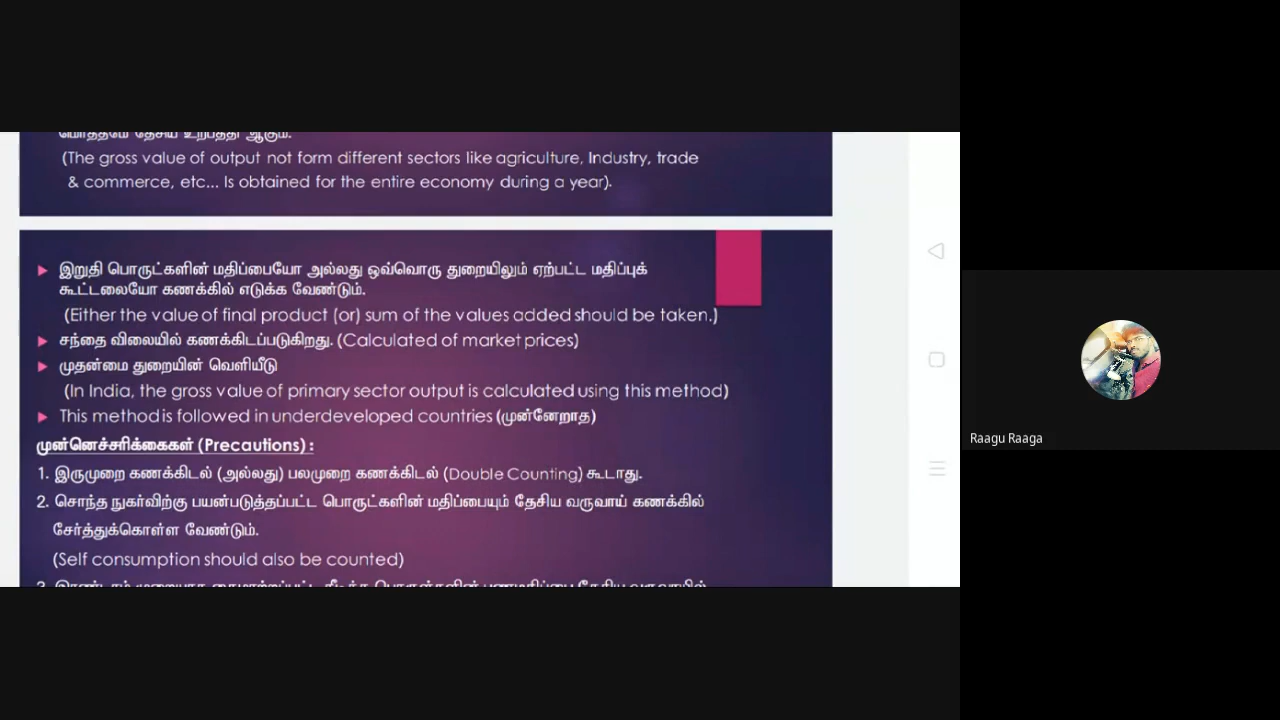 (The gross value of output not form different sectors like agriculture, Industry, trade
& commerce, etc... Is obtained for the entire economy during a year).
இறுதி பொருட்களின் மதிப்பையோ அல்லது ஒவ்வொரு துறையிலும் ஏற்பட்ட மதிப்புக்
கூட்டலையோ கணக்கில் எடுக்க வேண்டும்.
(Either the value of final product (or) sum of the values added should be taken.)
சந்தை விலையில் கணக்கிடப்படுகிறது. (Calculated of market prices)
முதன்மை துறையின் வெளியீடு
(In India, the gross value of primary sector output is calculated using this method)
This method is followed in underdeveloped countries (முன்னேறாத)
முன்னெச்சரிக்கைகள் (Precautions) :
1. இருமுறை கணக்கிடல் (அல்லது) பலமுறை கணக்கிடல் (Double Counting) கூடாது.
2. சொந்த நுகர்விற்கு பயன்படுத்தப்பட்ட பொருட்களின் மதிப்பையும் தேசிய வருவாய் கணக்கில்
சேர்த்துக்கொள்ள வேண்டும்.
(Self consumption should also be counted)
Raagu Raaga